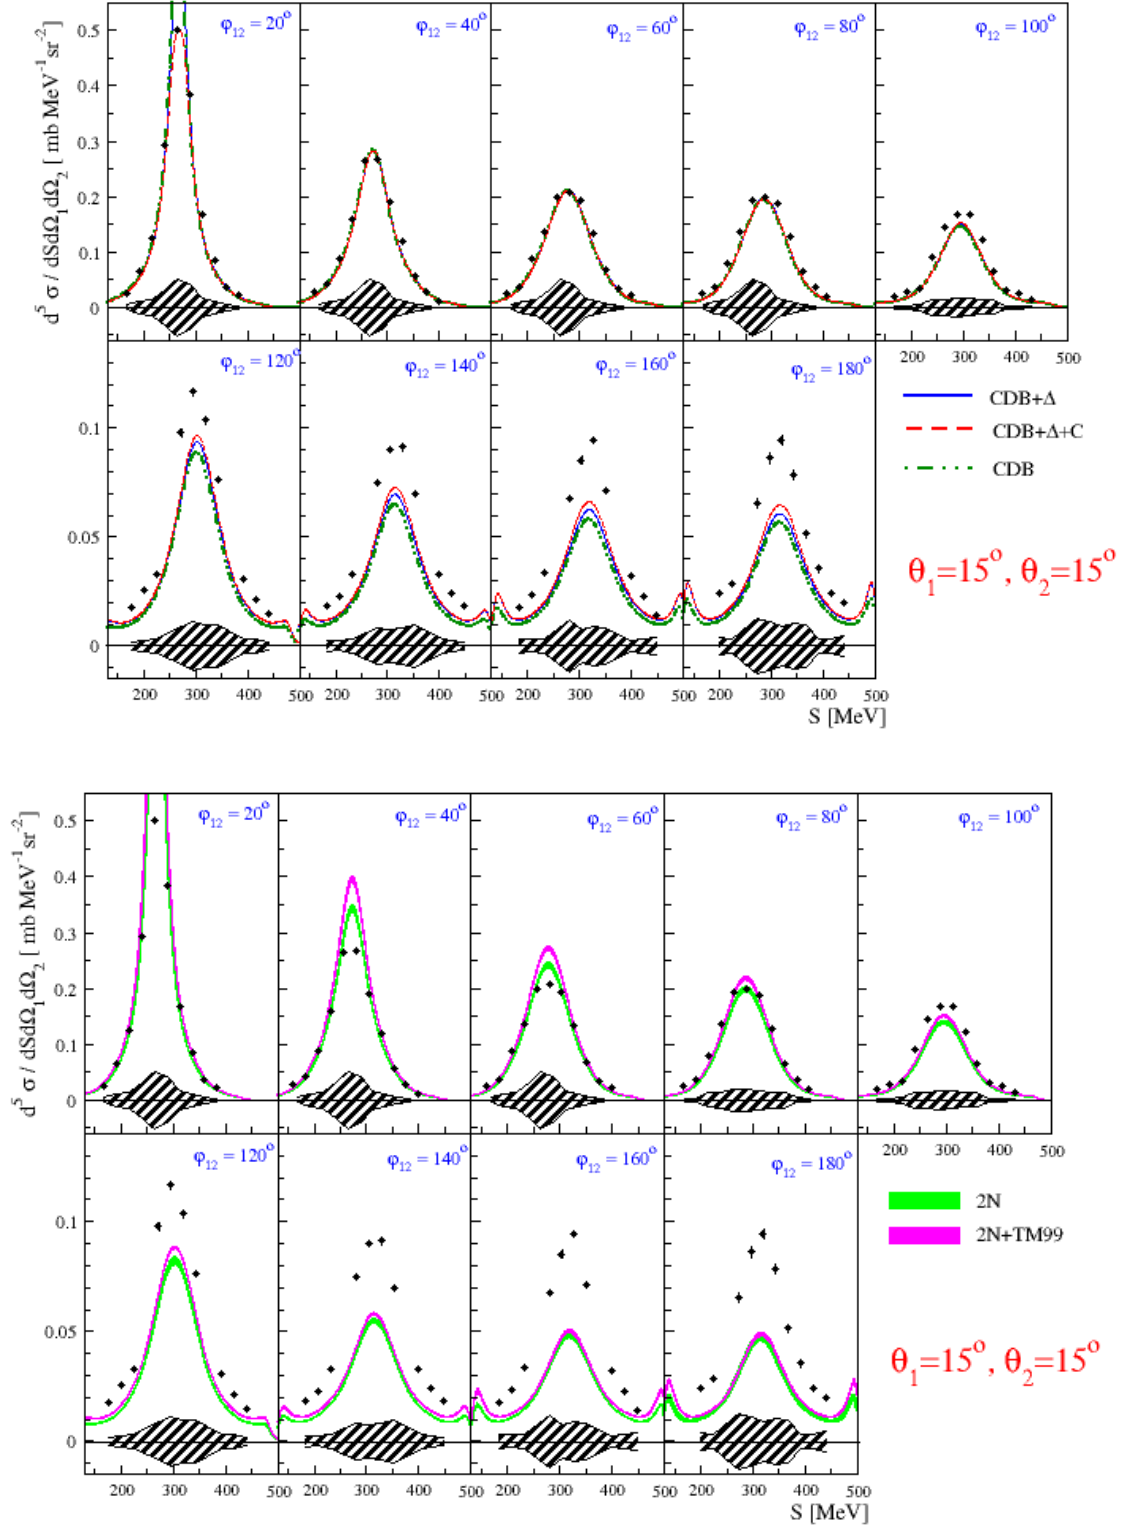 d⁵ σ / dSdΩ₁dΩ₂ [ mb MeV⁻¹sr⁻²]
φ₁₂ = 20° φ₁₂ = 40° φ₁₂ = 60° φ₁₂ = 80° φ₁₂ = 100°
0.5
0.4
0.3
0.2
0.1
0
200 300 400 500
φ₁₂ = 120° φ₁₂ = 140° φ₁₂ = 160° φ₁₂ = 180°
0.1
0.05
0
CDB+Δ
CDB+Δ+C
CDB
θ₁=15°, θ₂=15°
200 300 400 500 200 300 400 500 200 300 400 500 200 300 400 500
S [MeV]
d⁵ σ / dSdΩ₁dΩ₂ [ mb MeV⁻¹sr⁻²]
φ₁₂ = 20° φ₁₂ = 40° φ₁₂ = 60° φ₁₂ = 80° φ₁₂ = 100°
0.5
0.4
0.3
0.2
0.1
0
200 300 400 500
φ₁₂ = 120° φ₁₂ = 140° φ₁₂ = 160° φ₁₂ = 180°
0.1
0.05
0
2N
2N+TM99
θ₁=15°, θ₂=15°
200 300 400 500 200 300 400 500 200 300 400 500 200 300 400 500
S [MeV]